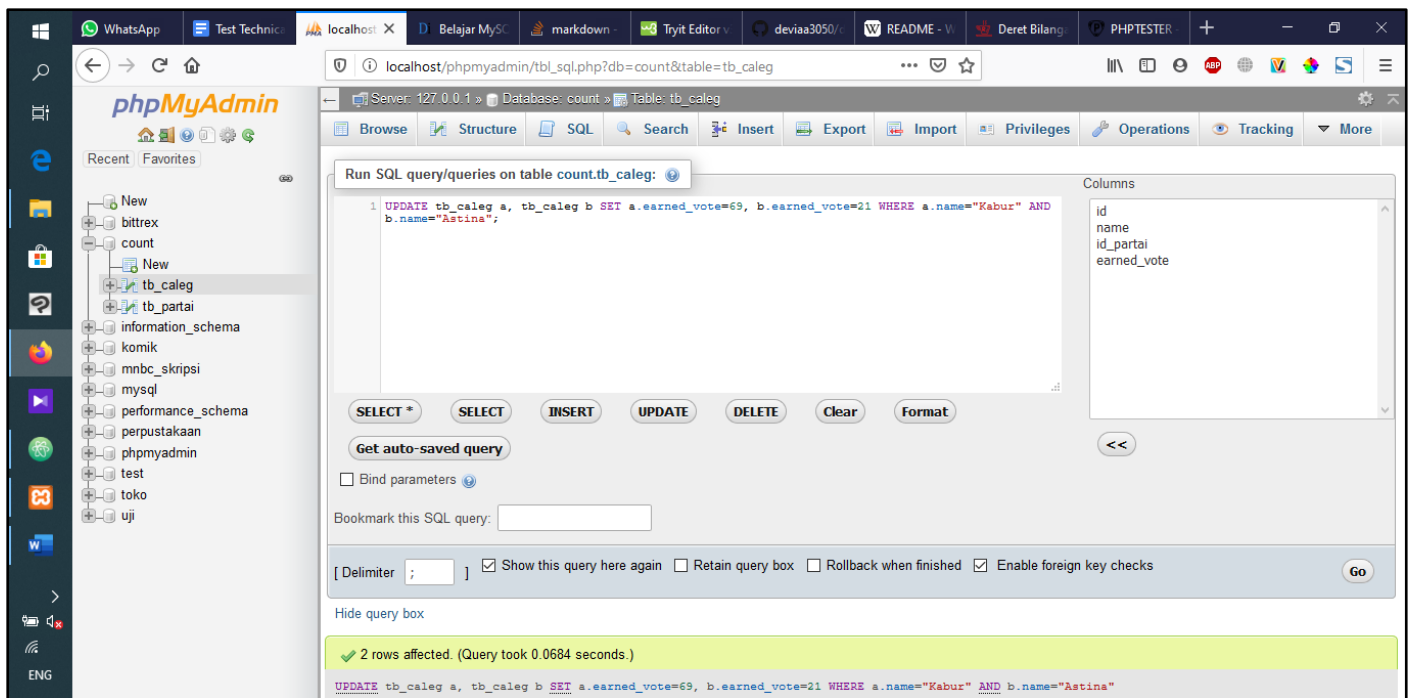 WhatsApp
Test Technica
localhost
Belajar MySC
markdown -
Tryit Editor v
deviaa3050/c
README - W
Deret Bilanga
PHPTESTER -
localhost/phpmyadmin/tbl_sql.php?db=count&table=tb_caleg
ABP
phpMyAdmin
Recent Favorites
New
bittrex
count
New
tb_caleg
tb_partai
information_schema
komik
mnbc_skripsi
mysql
performance_schema
perpustakaan
phpmyadmin
test
toko
uji
Server: 127.0.0.1 » Database: count » Table: tb_caleg
Browse Structure SQL Search Insert Export Import Privileges Operations Tracking More
Run SQL query/queries on table count.tb_caleg:
1 UPDATE tb_caleg a, tb_caleg b SET a.earned_vote=69, b.earned_vote=21 WHERE a.name="Kabur" AND
b.name="Astina";
Columns
id
name
id_partai
earned_vote
SELECT * SELECT INSERT UPDATE DELETE Clear Format
<<
Get auto-saved query
Bind parameters
Bookmark this SQL query:
[ Delimiter ; ] Show this query here again Retain query box Rollback when finished Enable foreign key checks
Go
Hide query box
2 rows affected. (Query took 0.0684 seconds.)
UPDATE tb_caleg a, tb_caleg b SET a.earned_vote=69, b.earned_vote=21 WHERE a.name="Kabur" AND b.name="Astina"
ENG